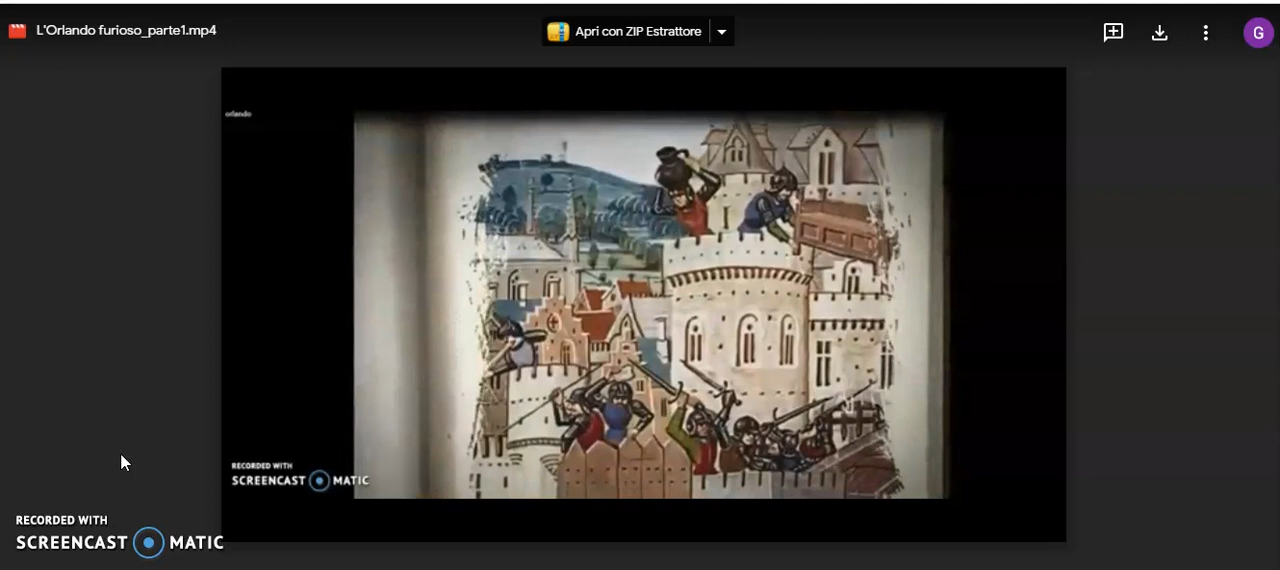 L'Orlando furioso_parte1.mp4
Apri con ZIP Estrattore
G
orlando
RECORDED WITH
SCREENCAST MATIC
RECORDED WITH
SCREENCAST MATIC